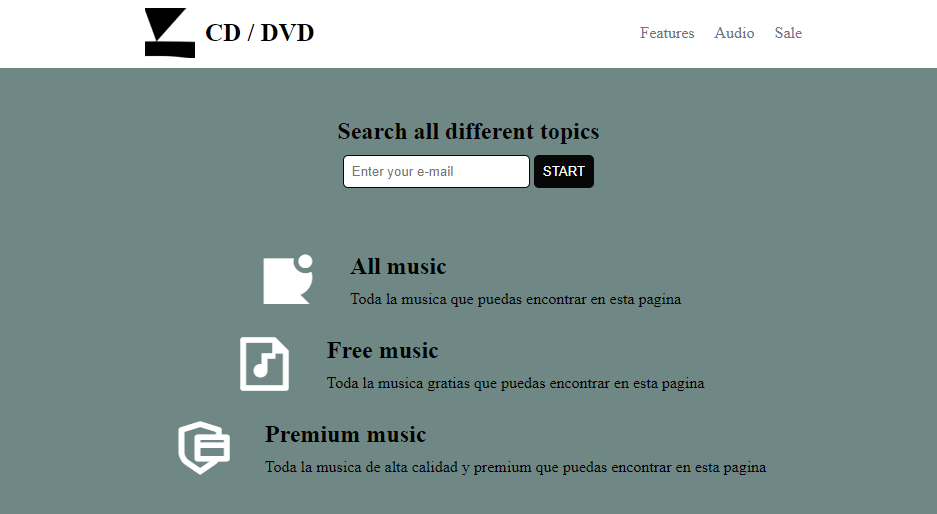 CD / DVD
Features Audio Sale
Search all different topics
Enter your e-mail START
All music
Toda la musica que puedas encontrar en esta pagina
Free music
Toda la musica gratias que puedas encontrar en esta pagina
Premium music
Toda la musica de alta calidad y premium que puedas encontrar en esta pagina